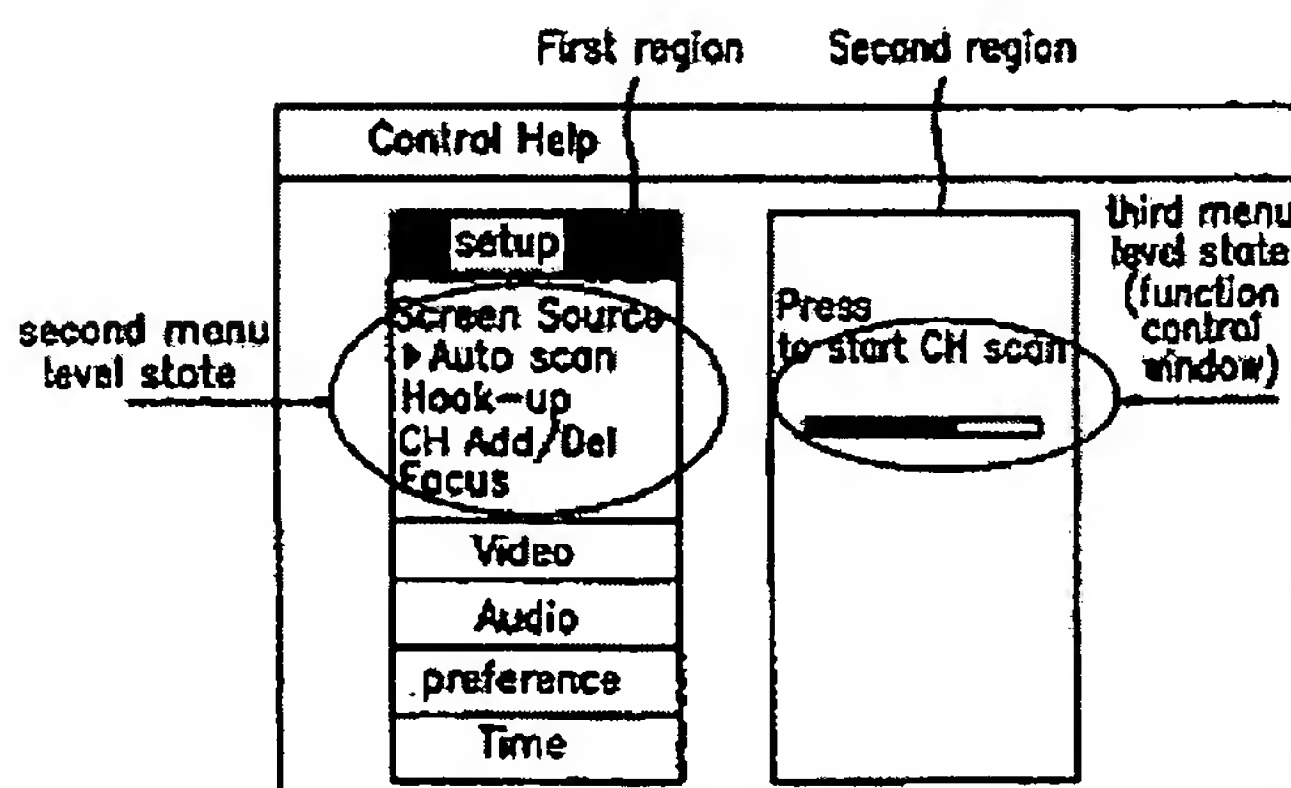 First region
Second region
Control Help
setup
Screen Source
▶Auto scan
Hook-up
CH Add/Del
Focus
Video
Audio
preference
Time
second menu
level state
Press
to start CH scan
third menu
level state
(function
control
window)